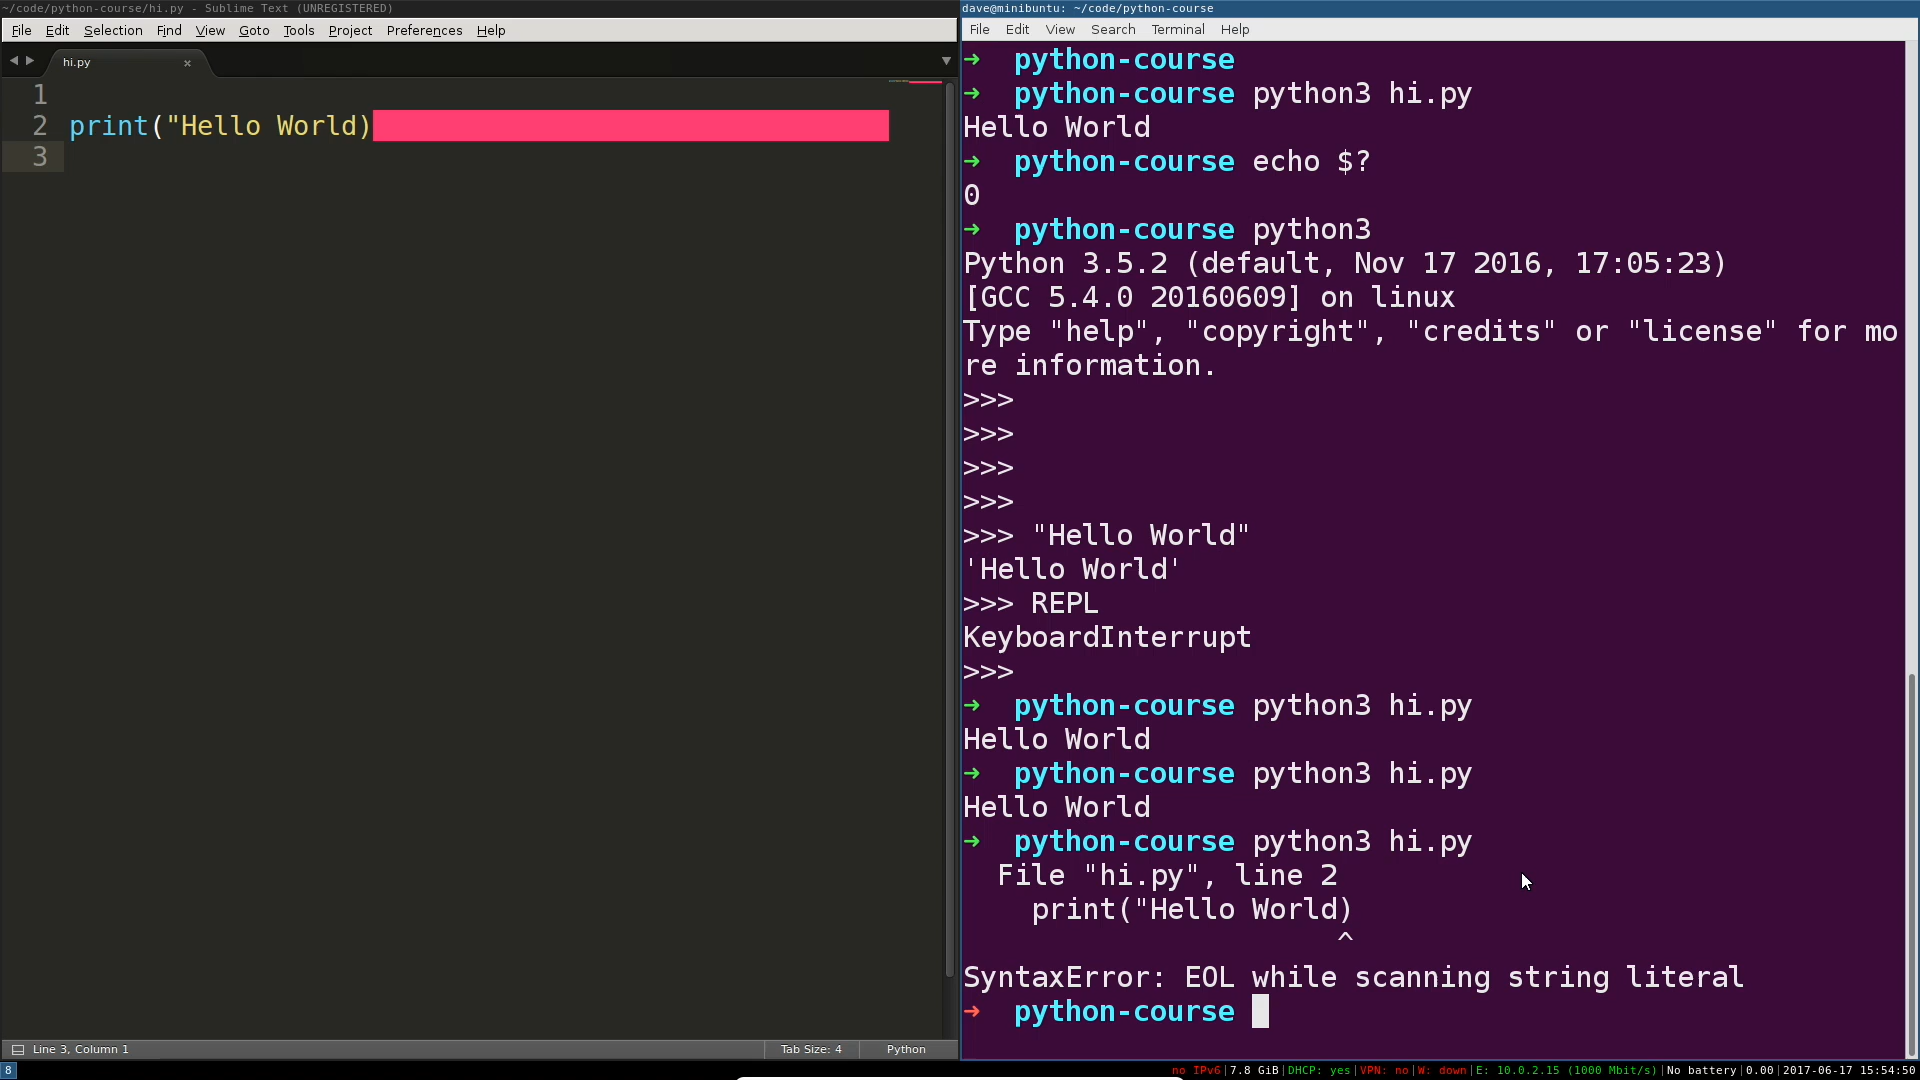 ~/code/python-course/hi.py - Sublime Text (UNREGISTERED)
File Edit Selection Find View Goto Tools Project Preferences Help
hi.py
1
2 print("Hello World)
3
Line 3, Column 1
Tab Size: 4
Python
dave@minibuntu: ~/code/python-course
File Edit View Search Terminal Help
➜ python-course
➜ python-course python3 hi.py
Hello World
➜ python-course echo $?
0
➜ python-course python3
Python 3.5.2 (default, Nov 17 2016, 17:05:23)
[GCC 5.4.0 20160609] on linux
Type "help", "copyright", "credits" or "license" for mo
re information.
>>>
>>>
>>>
>>>
>>> "Hello World"
'Hello World'
>>> REPL
KeyboardInterrupt
>>>
➜ python-course python3 hi.py
Hello World
➜ python-course python3 hi.py
Hello World
➜ python-course python3 hi.py
File "hi.py", line 2
print("Hello World)
^
SyntaxError: EOL while scanning string literal
➜ python-course
8
no IPv6|7.8 GiB|DHCP: yes|VPN: no|W: down|E: 10.0.2.15 (1000 Mbit/s)|No battery|0.00|2017-06-17 15:54:50